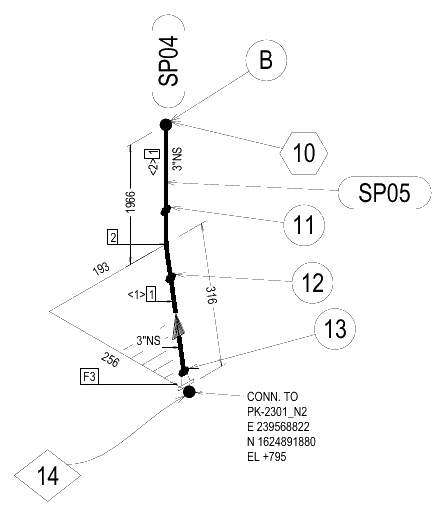 SP04
B
10
<2> 1
3"NS
1966
SP05
11
2
193
12
316
<1> 1
13
3"NS
256
F3
CONN. TO
PK-2301_N2
E 239568822
N 1624891880
EL +795
14